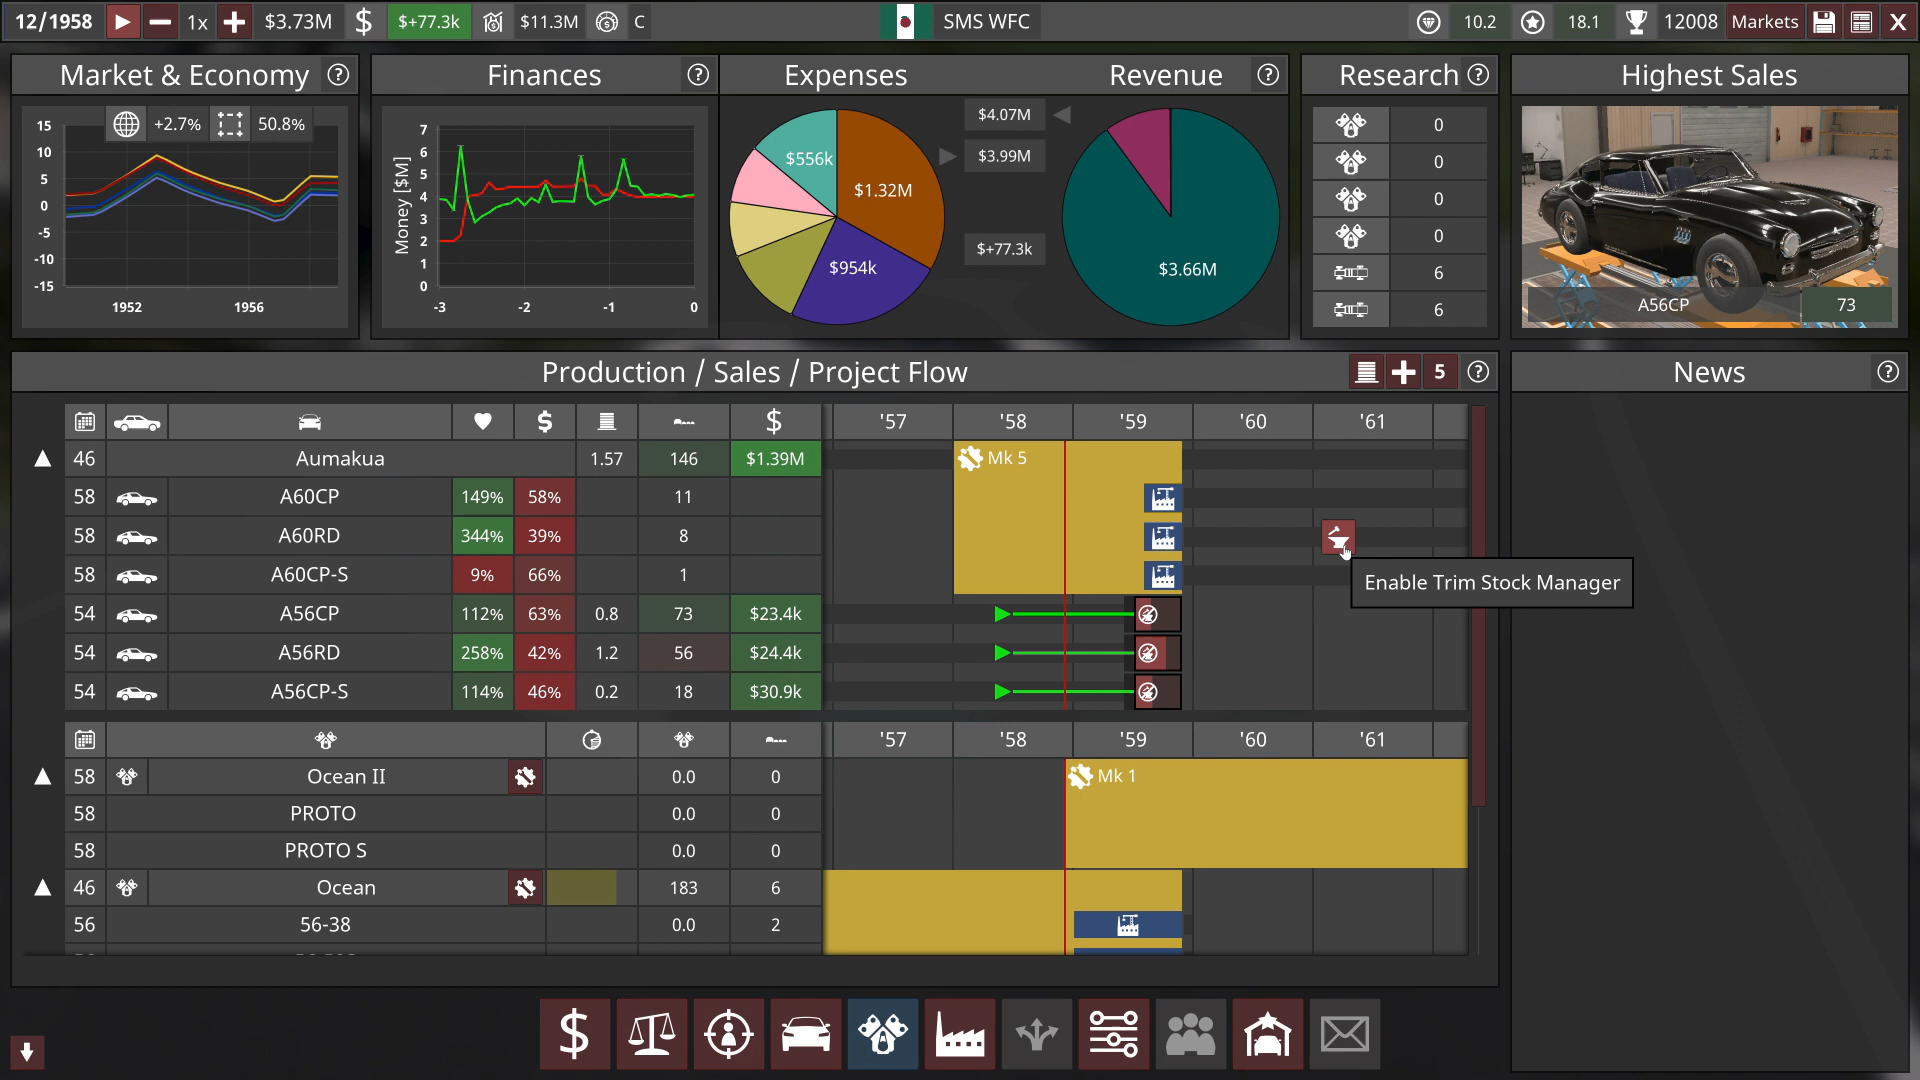 12/1958 1x $3.73M $+77.3k $11.3M C SMS WFC 10.2 18.1 12008 Markets X
Market & Economy ?
Finances ?
Expenses
Revenue ?
Research ?
Highest Sales
+2.7% 50.8%
15
10
5
0
-5
-10
-15
1952 1956
Money [$M]
7
6
5
4
3
2
1
0
-3 -2 -1 0
$556k
$1.32M
$954k
$4.07M
$3.99M
$+77.3k
$3.66M
0
0
0
0
6
6
A56CP 73
Production / Sales / Project Flow 5 ?
News ?
$ $ '57 '58 '59 '60 '61
46 Aumakua 1.57 146 $1.39M Mk 5
58 A60CP 149% 58% 11
58 A60RD 344% 39% 8
58 A60CP-S 9% 66% 1
54 A56CP 112% 63% 0.8 73 $23.4k
54 A56RD 258% 42% 1.2 56 $24.4k
54 A56CP-S 114% 46% 0.2 18 $30.9k
Enable Trim Stock Manager
'57 '58 '59 '60 '61
58 Ocean II 0.0 0 Mk 1
58 PROTO 0.0 0
58 PROTO S 0.0 0
46 Ocean 183 6
56 56-38 0.0 2